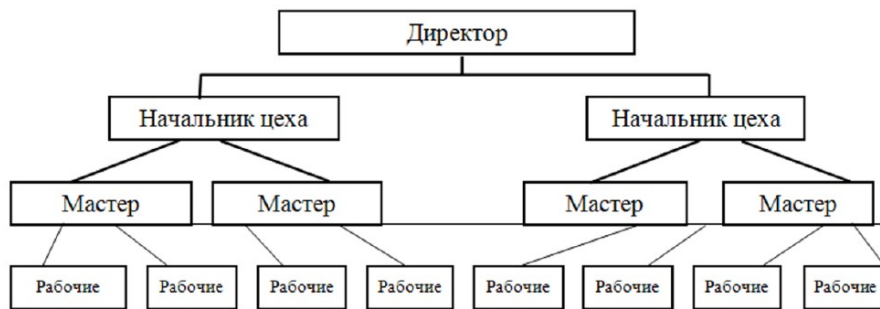 Директор
Начальник цеха
Начальник цеха
Мастер
Мастер
Мастер
Мастер
Рабочие
Рабочие
Рабочие
Рабочие
Рабочие
Рабочие
Рабочие
Рабочие